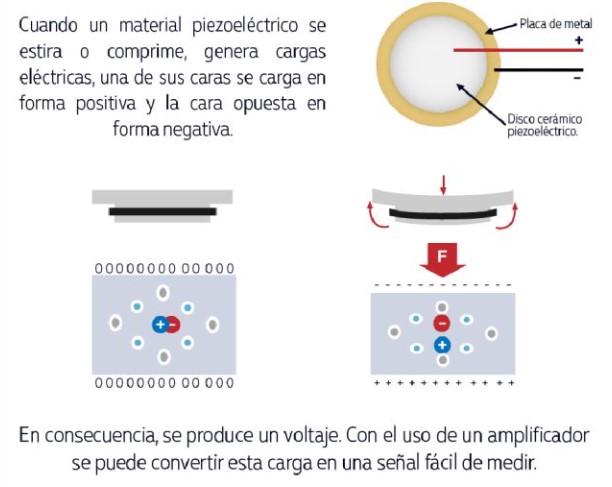 Cuando un material piezoeléctrico se
estira o comprime, genera cargas
eléctricas, una de sus caras se carga en
forma positiva y la cara opuesta en
forma negativa.
Placa de metal
+
−
Disco cerámico
piezoeléctrico.
F
000000000 00 000
+ −
000000000 00 000
- - - - - - - - - - - - - -
−
+
+ + + + + + + + + + + + + +
En consecuencia, se produce un voltaje. Con el uso de un amplificador
se puede convertir esta carga en una señal fácil de medir.